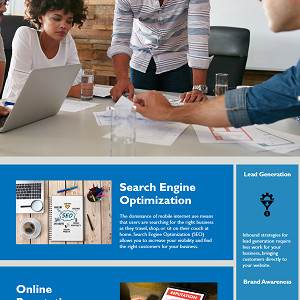 Search Engine
Optimization
The dominance of mobile internet use means
that users are searching for the right business
as they travel, shop, or sit on their coach at
home. Search Engine Optimization (SEO)
allows you to increase your visibility and find
the right customers for your business.
SEO
Lead Generation
Inbound strategies for
lead generation require
less work for your
business, bringing
customers directly to
your website.
Brand Awareness
Online
REPUTATION